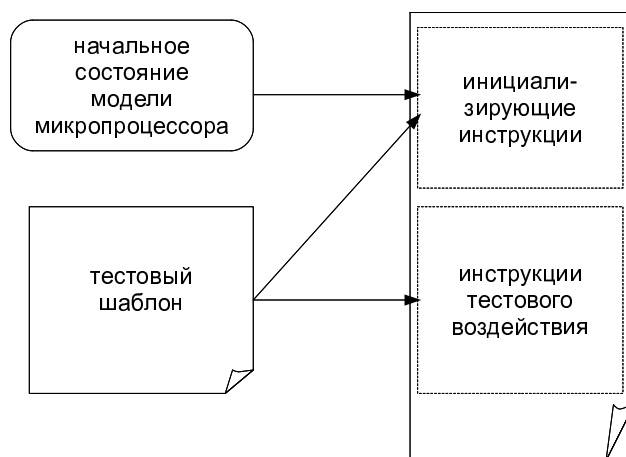 начальное
состояние
модели
микропроцессора
инициали-
зирующие
инструкции
тестовый
шаблон
инструкции
тестового
воздействия